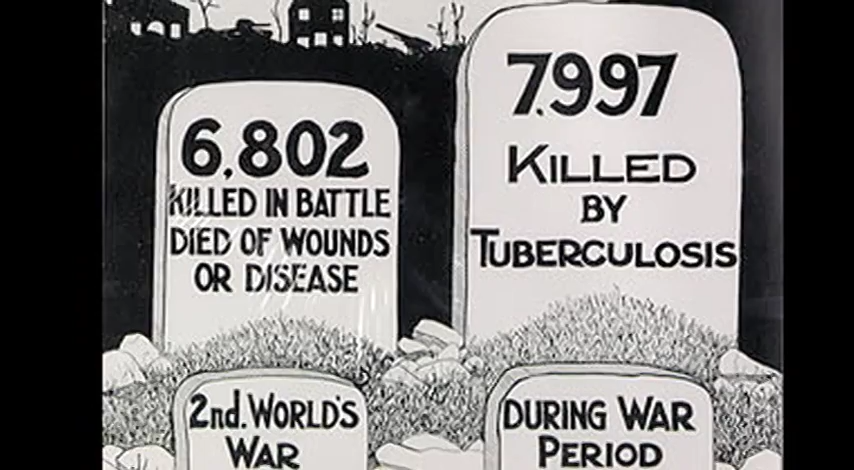 6,802
KILLED IN BATTLE
DIED OF WOUNDS
OR DISEASE
2nd. WORLD'S
WAR
7,997
KILLED
BY
TUBERCULOSIS
DURING WAR
PERIOD